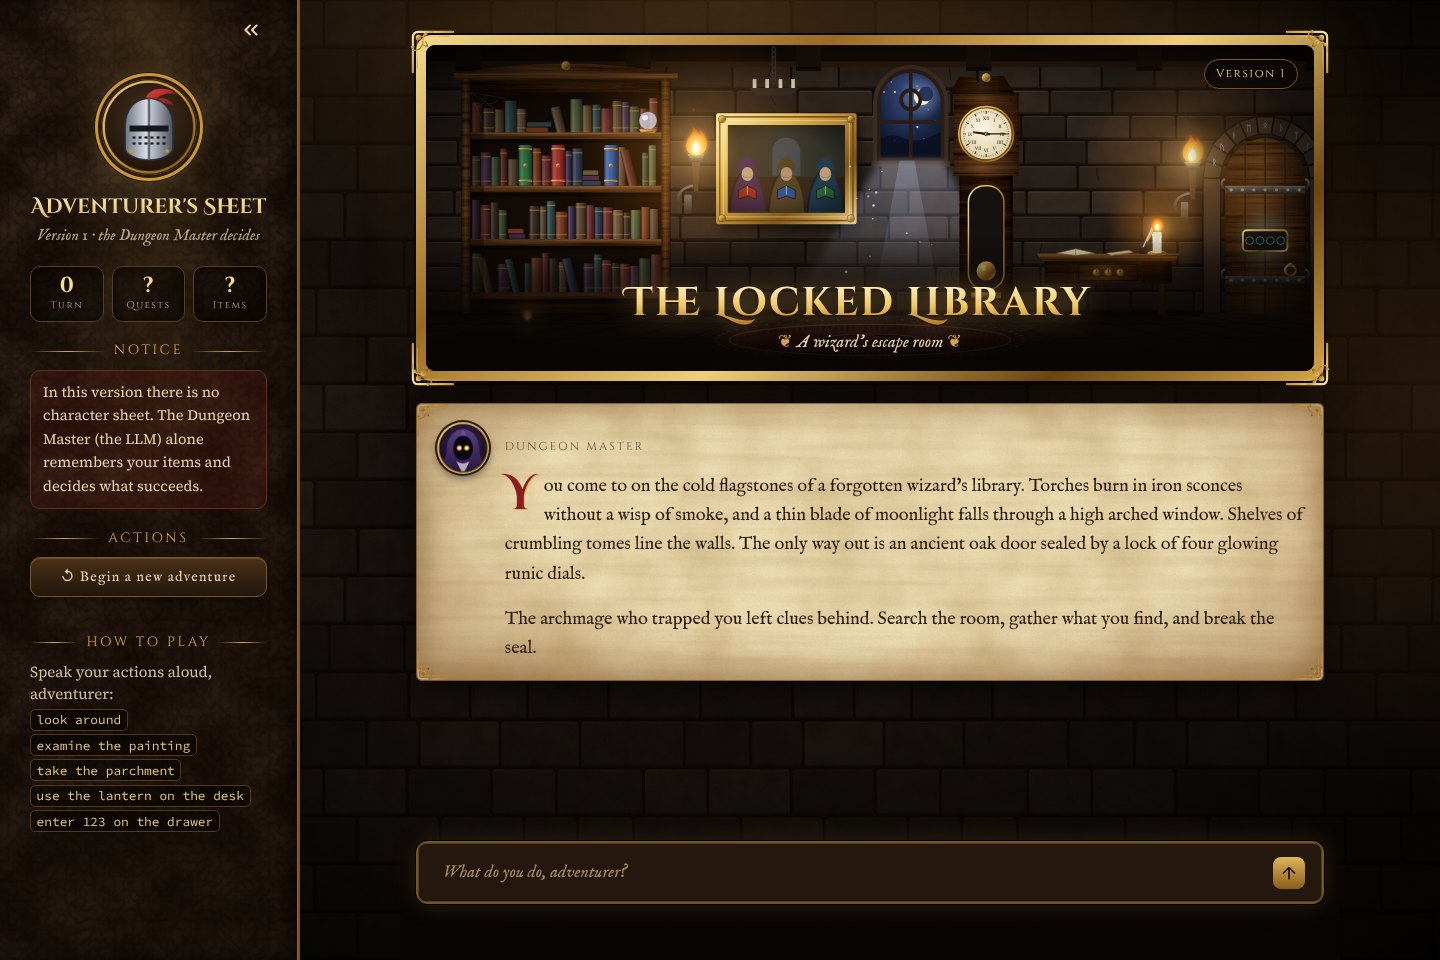 ADVENTURER'S SHEET
Version 1 · the Dungeon Master decides
0
TURN
?
QUESTS
?
ITEMS
NOTICE
In this version there is no
character sheet. The Dungeon
Master (the LLM) alone
remembers your items and
decides what succeeds.
ACTIONS
Begin a new adventure
HOW TO PLAY
Speak your actions aloud,
adventurer:
look around
examine the painting
take the parchment
use the lantern on the desk
enter 123 on the drawer
VERSION 1
THE LOCKED LIBRARY
A wizard's escape room
DUNGEON MASTER
You come to on the cold flagstones of a forgotten wizard's library. Torches burn in iron sconces
without a wisp of smoke, and a thin blade of moonlight falls through a high arched window. Shelves of
crumbling tomes line the walls. The only way out is an ancient oak door sealed by a lock of four glowing
runic dials.
The archmage who trapped you left clues behind. Search the room, gather what you find, and break the
seal.
What do you do, adventurer?